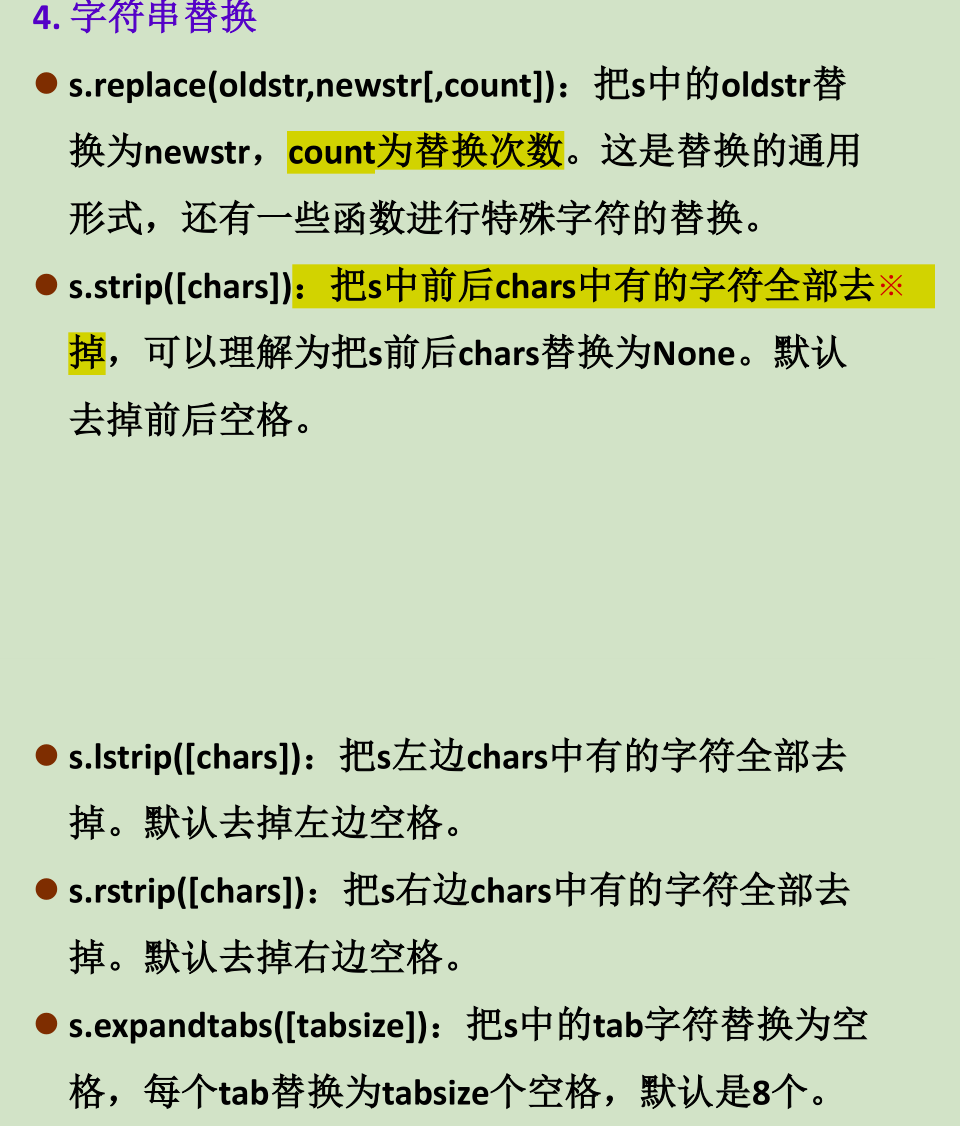 4. 字符串替换
● s.replace(oldstr,newstr[,count])：把s中的oldstr替
换为newstr，count为替换次数。这是替换的通用
形式，还有一些函数进行特殊字符的替换。
● s.strip([chars])：把s中前后chars中有的字符全部去※
掉，可以理解为把s前后chars替换为None。默认
去掉前后空格。
● s.lstrip([chars])：把s左边chars中有的字符全部去
掉。默认去掉左边空格。
● s.rstrip([chars])：把s右边chars中有的字符全部去
掉。默认去掉右边空格。
● s.expandtabs([tabsize])：把s中的tab字符替换为空
格，每个tab替换为tabsize个空格，默认是8个。